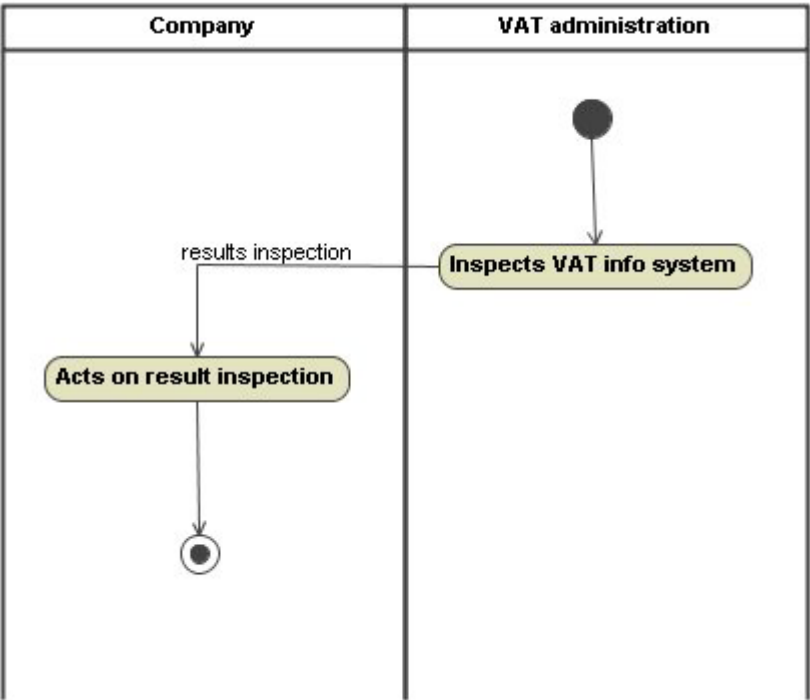 Company
VAT administration
results inspection
Inspects VAT info system
Acts on result inspection